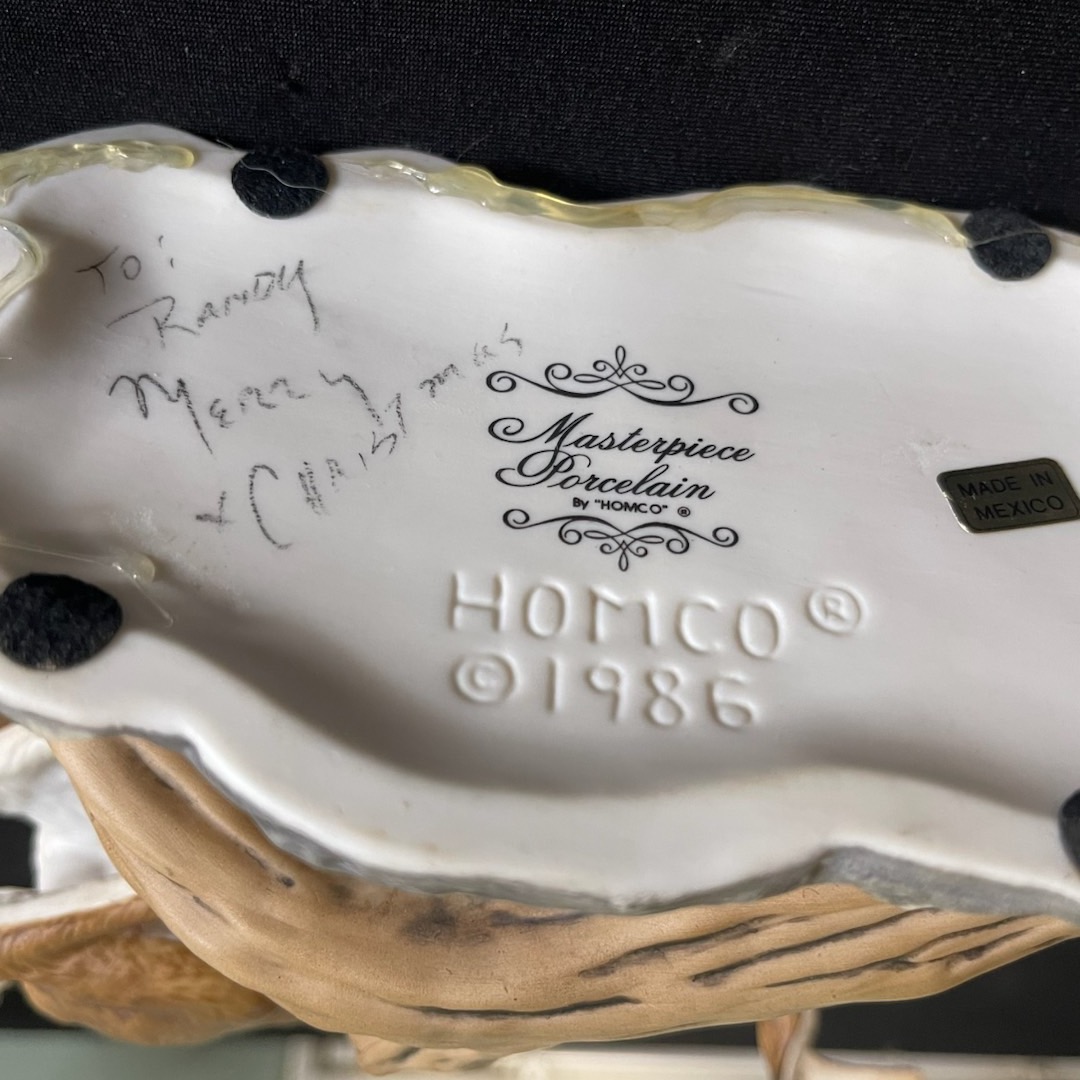 To:
Randy
Merry
+ Christmas
Masterpiece
Porcelain
By "HOMCO" ®
HOMCO ®
© 1986
MADE IN
MEXICO